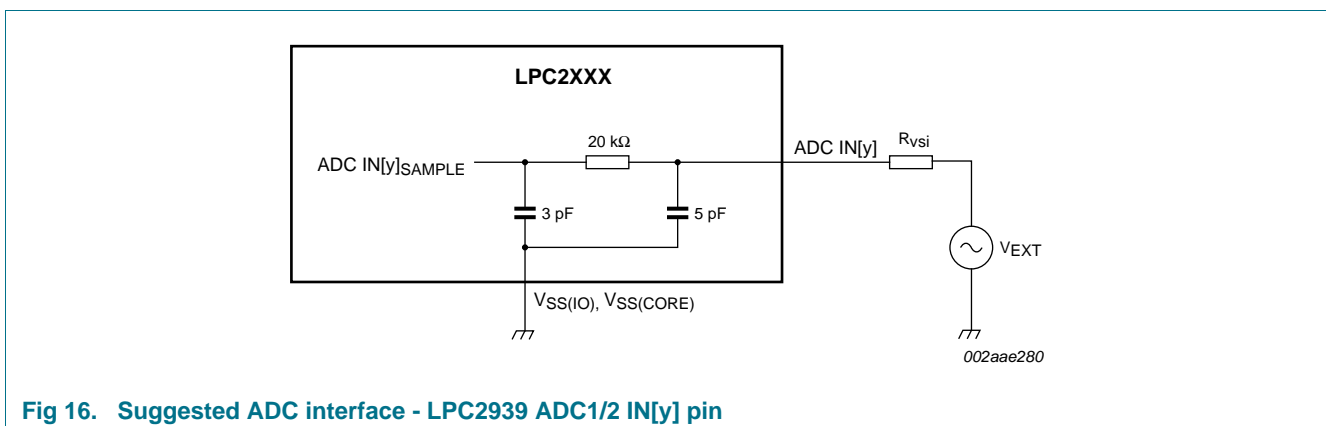 LPC2XXX
20 kΩ
ADC IN[y]SAMPLE
3 pF
5 pF
ADC IN[y]
Rvsi
VEXT
VSS(IO), VSS(CORE)
002aae280
Fig 16. Suggested ADC interface - LPC2939 ADC1/2 IN[y] pin